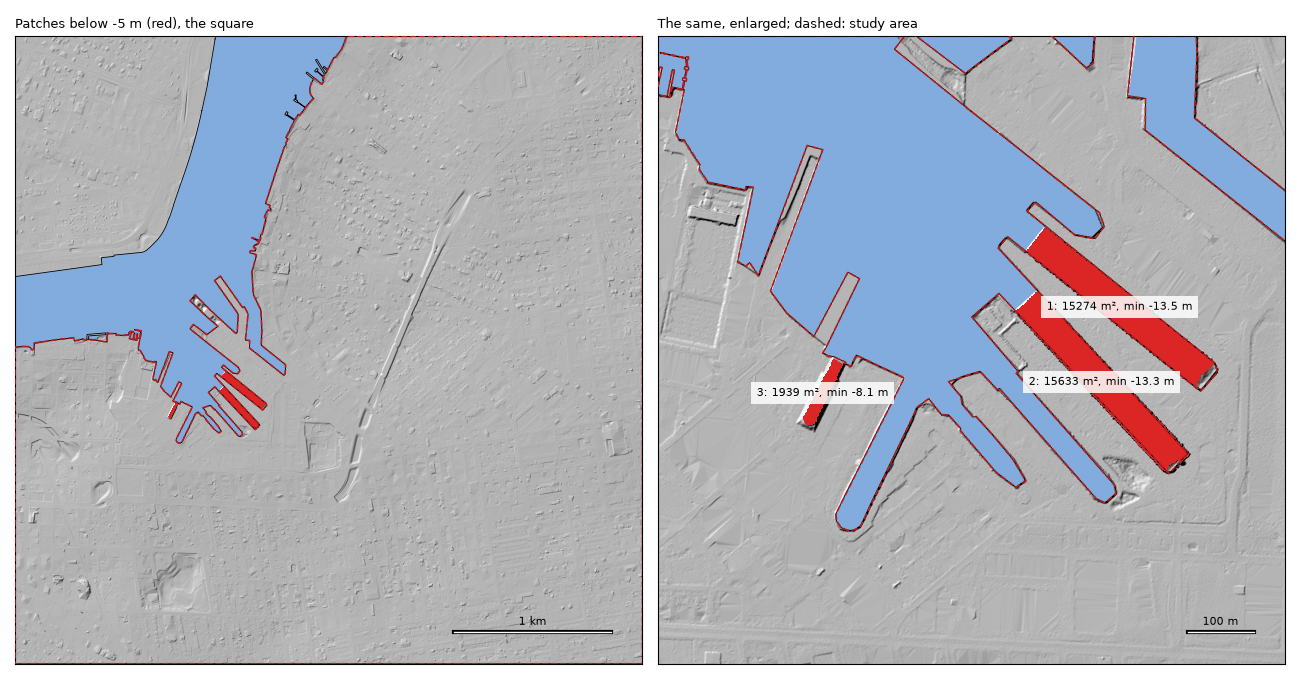 Patches below -5 m (red), the square
The same, enlarged; dashed: study area
1: 15274 m², min -13.5 m
2: 15633 m², min -13.3 m
3: 1939 m², min -8.1 m
1 km
100 m